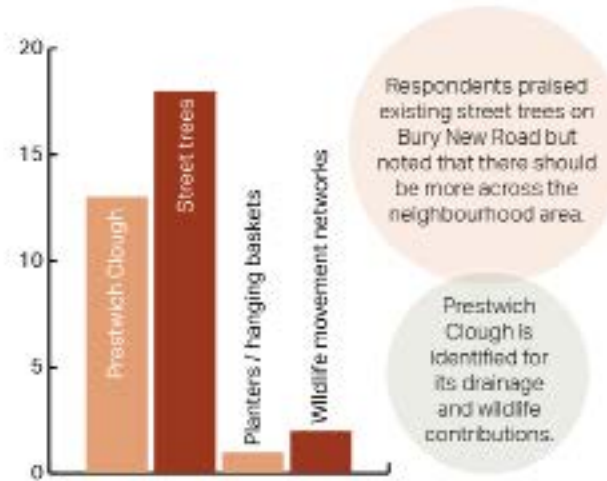 20
15
10
5
0
Prestwich Clough
Street trees
Planters / hanging baskets
Wildlife movement networks
Respondents praised
existing street trees on
Bury New Road but
noted that there should
be more across the
neighbourhood area.
Prestwich
Clough is
identified for
its drainage
and wildlife
contributions.